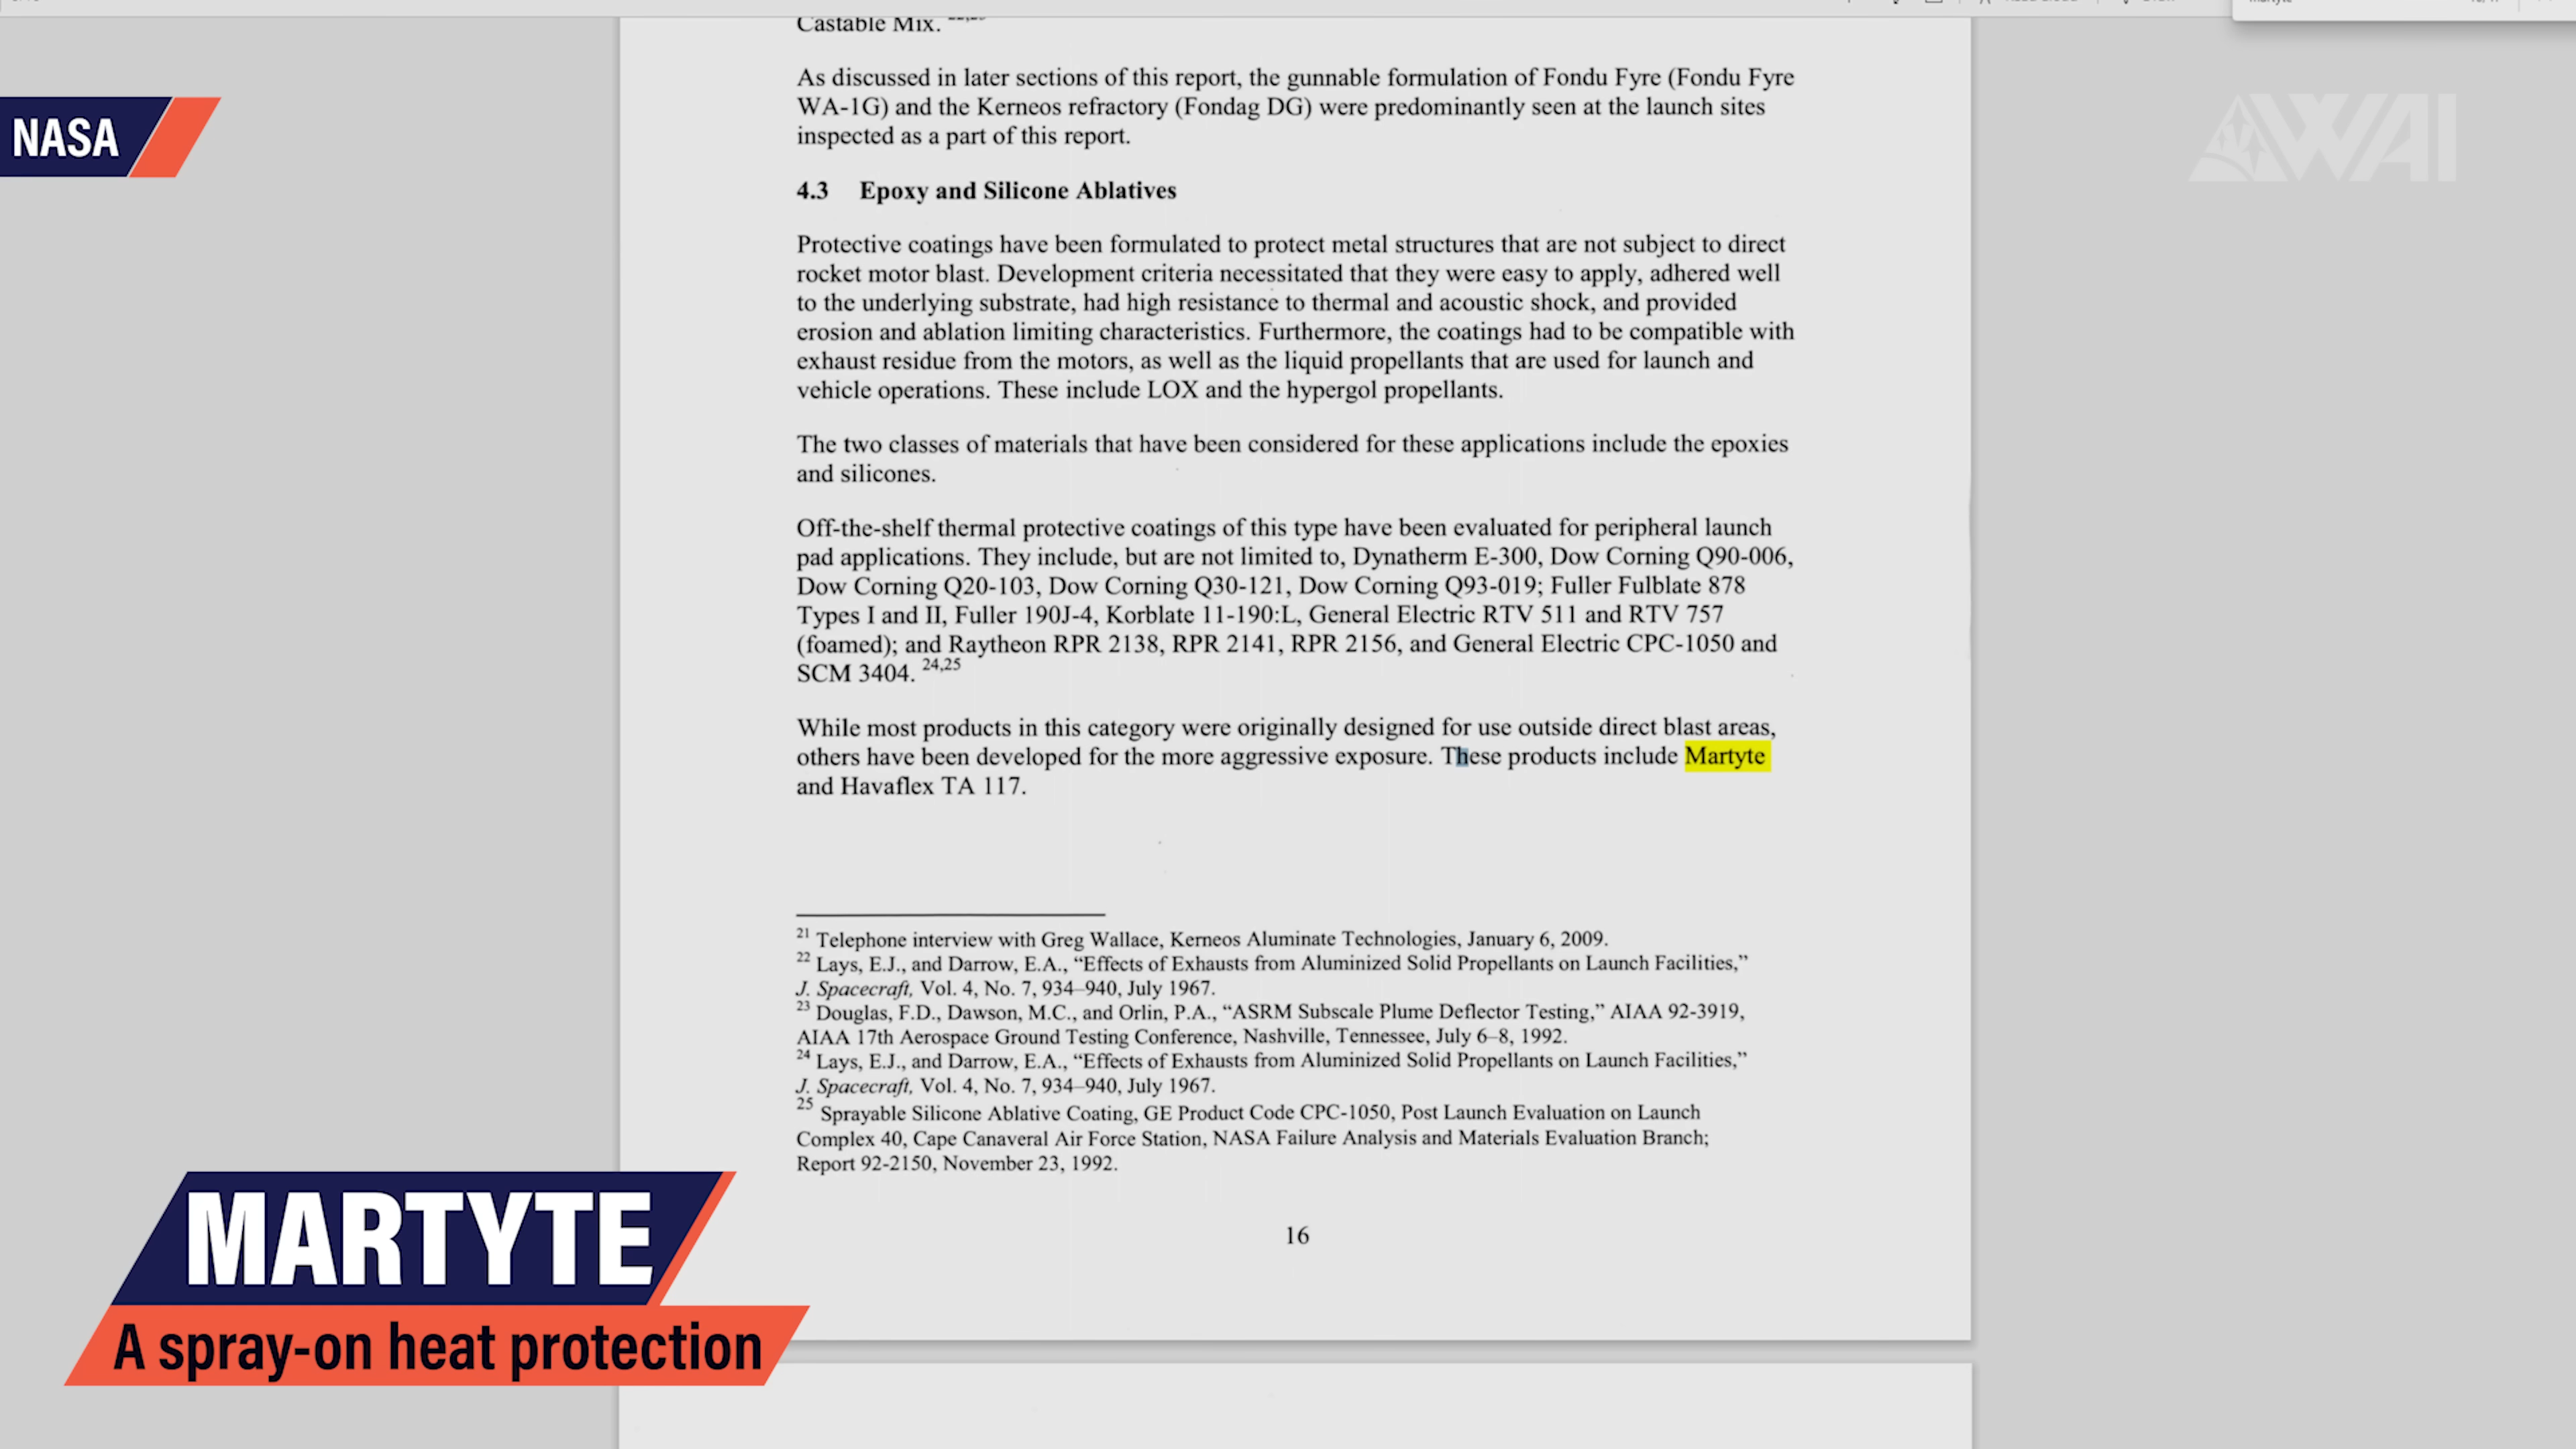 Castable Mix.
As discussed in later sections of this report, the gunnable formulation of Fondu Fyre (Fondu Fyre
WA-1G) and the Kerneos refractory (Fondag DG) were predominantly seen at the launch sites
inspected as a part of this report.
NASA
AWAI
4.3 Epoxy and Silicone Ablatives
Protective coatings have been formulated to protect metal structures that are not subject to direct
rocket motor blast. Development criteria necessitated that they were easy to apply, adhered well
to the underlying substrate, had high resistance to thermal and acoustic shock, and provided
erosion and ablation limiting characteristics. Furthermore, the coatings had to be compatible with
exhaust residue from the motors, as well as the liquid propellants that are used for launch and
vehicle operations. These include LOX and the hypergol propellants.
The two classes of materials that have been considered for these applications include the epoxies
and silicones.
Off-the-shelf thermal protective coatings of this type have been evaluated for peripheral launch
pad applications. They include, but are not limited to, Dynatherm E-300, Dow Corning Q90-006,
Dow Corning Q20-103, Dow Corning Q30-121, Dow Corning Q93-019; Fuller Fulblate 878
Types I and II, Fuller 190J-4, Korblate 11-190:L, General Electric RTV 511 and RTV 757
(foamed); and Raytheon RPR 2138, RPR 2141, RPR 2156, and General Electric CPC-1050 and
SCM 3404. 24,25
While most products in this category were originally designed for use outside direct blast areas,
others have been developed for the more aggressive exposure. These products include Martyte
and Havaflex TA 117.
21 Telephone interview with Greg Wallace, Kerneos Aluminate Technologies, January 6, 2009.
22 Lays, E.J., and Darrow, E.A., “Effects of Exhausts from Aluminized Solid Propellants on Launch Facilities,”
J. Spacecraft, Vol. 4, No. 7, 934–940, July 1967.
23 Douglas, F.D., Dawson, M.C., and Orlin, P.A., “ASRM Subscale Plume Deflector Testing,” AIAA 92-3919,
AIAA 17th Aerospace Ground Testing Conference, Nashville, Tennessee, July 6–8, 1992.
24 Lays, E.J., and Darrow, E.A., “Effects of Exhausts from Aluminized Solid Propellants on Launch Facilities,”
J. Spacecraft, Vol. 4, No. 7, 934–940, July 1967.
25 Sprayable Silicone Ablative Coating, GE Product Code CPC-1050, Post Launch Evaluation on Launch
Complex 40, Cape Canaveral Air Force Station, NASA Failure Analysis and Materials Evaluation Branch;
Report 92-2150, November 23, 1992.
16
MARTYTE
A spray-on heat protection